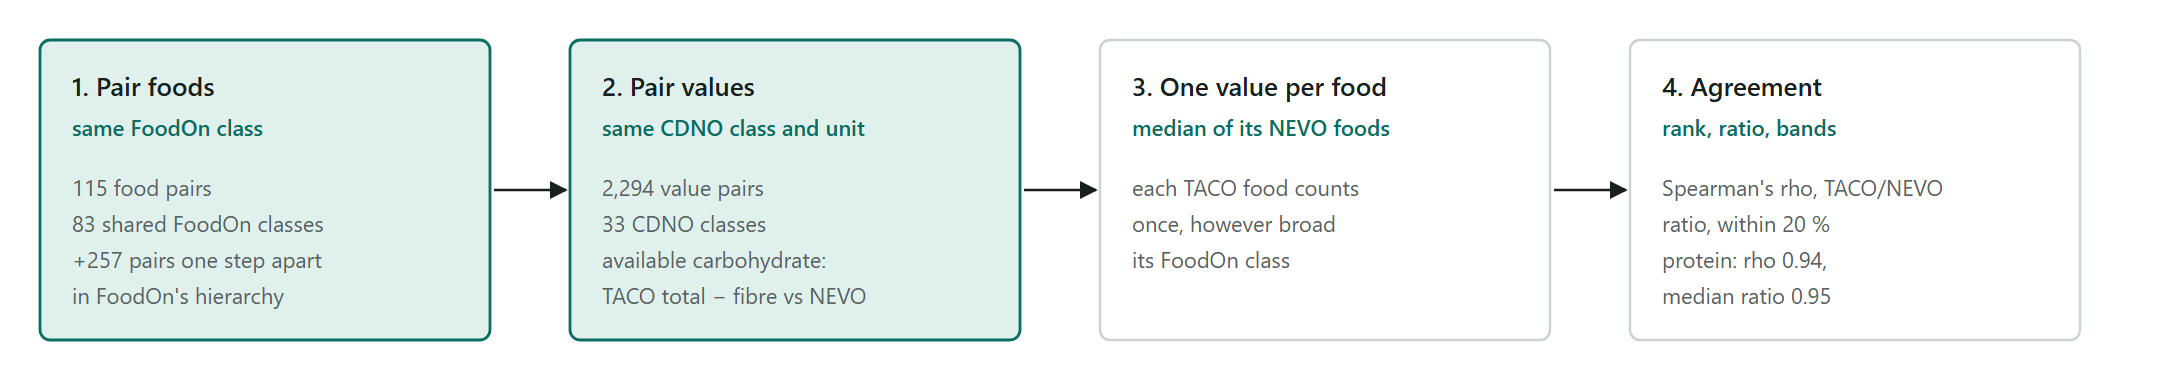 1. Pair foods
same FoodOn class
115 food pairs
83 shared FoodOn classes
+257 pairs one step apart
in FoodOn's hierarchy
2. Pair values
same CDNO class and unit
2,294 value pairs
33 CDNO classes
available carbohydrate:
TACO total − fibre vs NEVO
3. One value per food
median of its NEVO foods
each TACO food counts
once, however broad
its FoodOn class
4. Agreement
rank, ratio, bands
Spearman's rho, TACO/NEVO
ratio, within 20 %
protein: rho 0.94,
median ratio 0.95